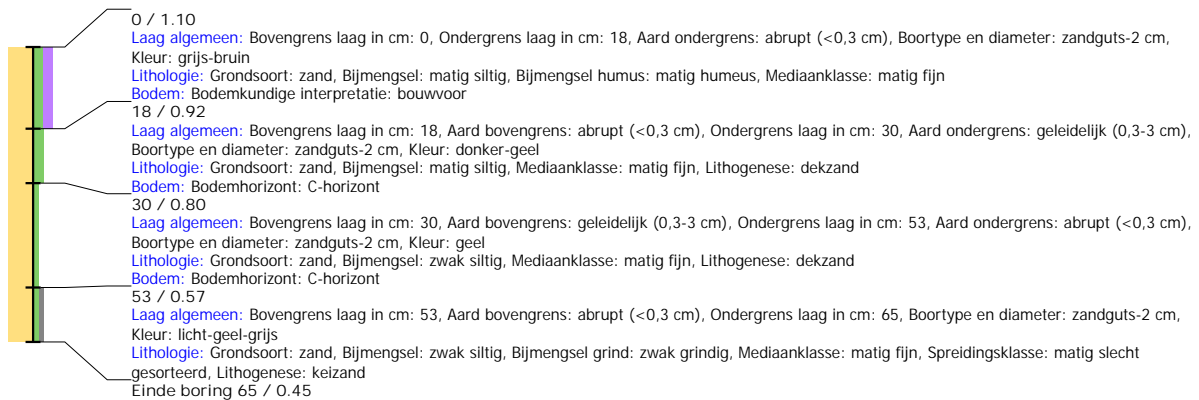 0 / 1.10
Laag algemeen: Bovengrens laag in cm: 0, Ondergrens laag in cm: 18, Aard ondergrens: abrupt (<0,3 cm), Boortype en diameter: zandguts-2 cm,
Kleur: grijs-bruin
Lithologie: Grondsoort: zand, Bijmengsel: matig siltig, Bijmengsel humus: matig humeus, Mediaanklasse: matig fijn
Bodem: Bodemkundige interpretatie: bouwvoor
18 / 0.92
Laag algemeen: Bovengrens laag in cm: 18, Aard bovengrens: abrupt (<0,3 cm), Ondergrens laag in cm: 30, Aard ondergrens: geleidelijk (0,3-3 cm),
Boortype en diameter: zandguts-2 cm, Kleur: donker-geel
Lithologie: Grondsoort: zand, Bijmengsel: matig siltig, Mediaanklasse: matig fijn, Lithogenese: dekzand
Bodem: Bodemhorizont: C-horizont
30 / 0.80
Laag algemeen: Bovengrens laag in cm: 30, Aard bovengrens: geleidelijk (0,3-3 cm), Ondergrens laag in cm: 53, Aard ondergrens: abrupt (<0,3 cm),
Boortype en diameter: zandguts-2 cm, Kleur: geel
Lithologie: Grondsoort: zand, Bijmengsel: zwak siltig, Mediaanklasse: matig fijn, Lithogenese: dekzand
Bodem: Bodemhorizont: C-horizont
53 / 0.57
Laag algemeen: Bovengrens laag in cm: 53, Aard bovengrens: abrupt (<0,3 cm), Ondergrens laag in cm: 65, Boortype en diameter: zandguts-2 cm,
Kleur: licht-geel-grijs
Lithologie: Grondsoort: zand, Bijmengsel: zwak siltig, Bijmengsel grind: zwak grindig, Mediaanklasse: matig fijn, Spreidingsklasse: matig slecht
gesorteerd, Lithogenese: keizand
Einde boring 65 / 0.45